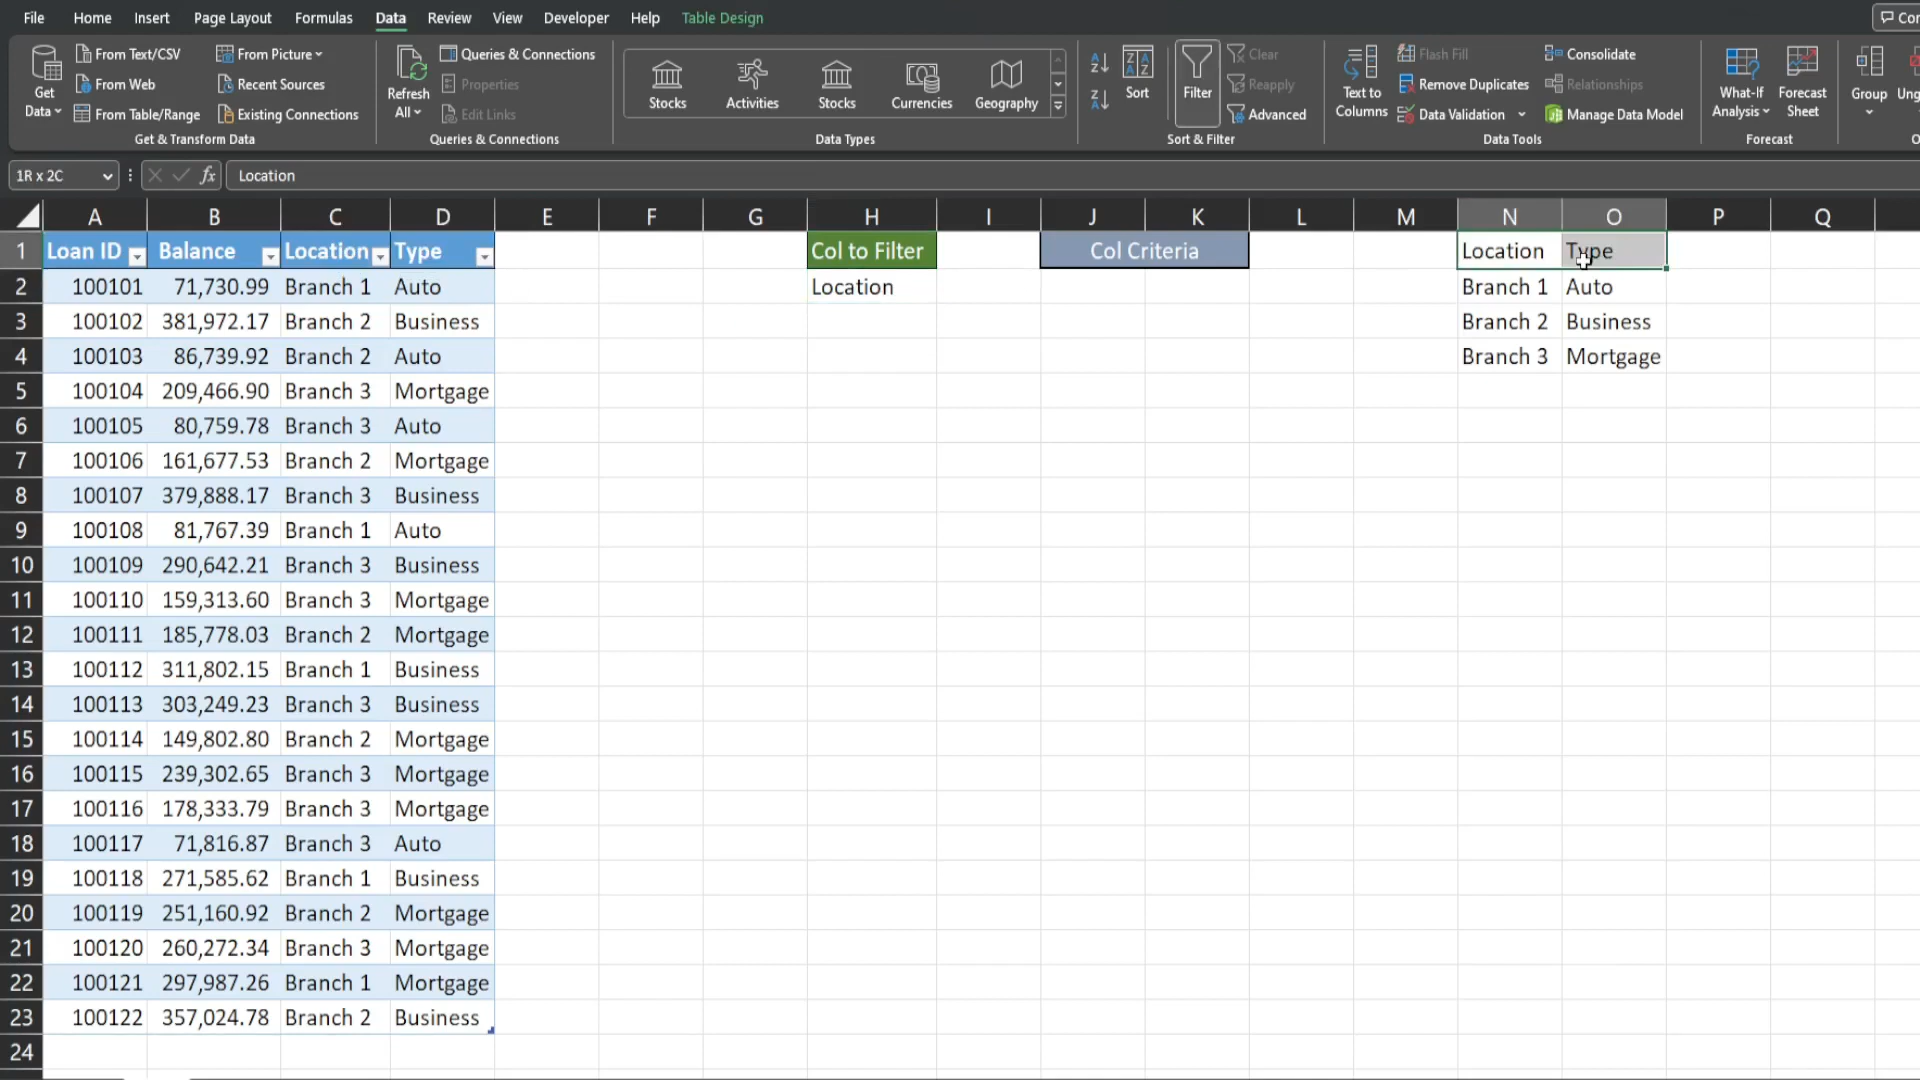 File Home Insert Page Layout Formulas Data Review View Developer Help Table Design
Get Data From Text/CSV From Web From Table/Range From Picture Recent Sources Existing Connections
Get & Transform Data
Refresh All Queries & Connections Properties Edit Links
Queries & Connections
Stocks Activities Stocks Currencies Geography
Data Types
Sort Filter Clear Reapply Advanced
Sort & Filter
Text to Columns Flash Fill Remove Duplicates Data Validation Consolidate Relationships Manage Data Model
Data Tools
What-If Analysis Forecast Sheet
Forecast
Group
1R x 2C fx Location
A B C D E F G H I J K L M N O P Q
1 Loan ID Balance Location Type Col to Filter Col Criteria Location Type
2 100101 71,730.99 Branch 1 Auto Location Branch 1 Auto
3 100102 381,972.17 Branch 2 Business Branch 2 Business
4 100103 86,739.92 Branch 2 Auto Branch 3 Mortgage
5 100104 209,466.90 Branch 3 Mortgage
6 100105 80,759.78 Branch 3 Auto
7 100106 161,677.53 Branch 2 Mortgage
8 100107 379,888.17 Branch 3 Business
9 100108 81,767.39 Branch 1 Auto
10 100109 290,642.21 Branch 3 Business
11 100110 159,313.60 Branch 3 Mortgage
12 100111 185,778.03 Branch 2 Mortgage
13 100112 311,802.15 Branch 1 Business
14 100113 303,249.23 Branch 3 Business
15 100114 149,802.80 Branch 2 Mortgage
16 100115 239,302.65 Branch 3 Mortgage
17 100116 178,333.79 Branch 3 Mortgage
18 100117 71,816.87 Branch 3 Auto
19 100118 271,585.62 Branch 1 Business
20 100119 251,160.92 Branch 2 Mortgage
21 100120 260,272.34 Branch 3 Mortgage
22 100121 297,987.26 Branch 1 Mortgage
23 100122 357,024.78 Branch 2 Business
24